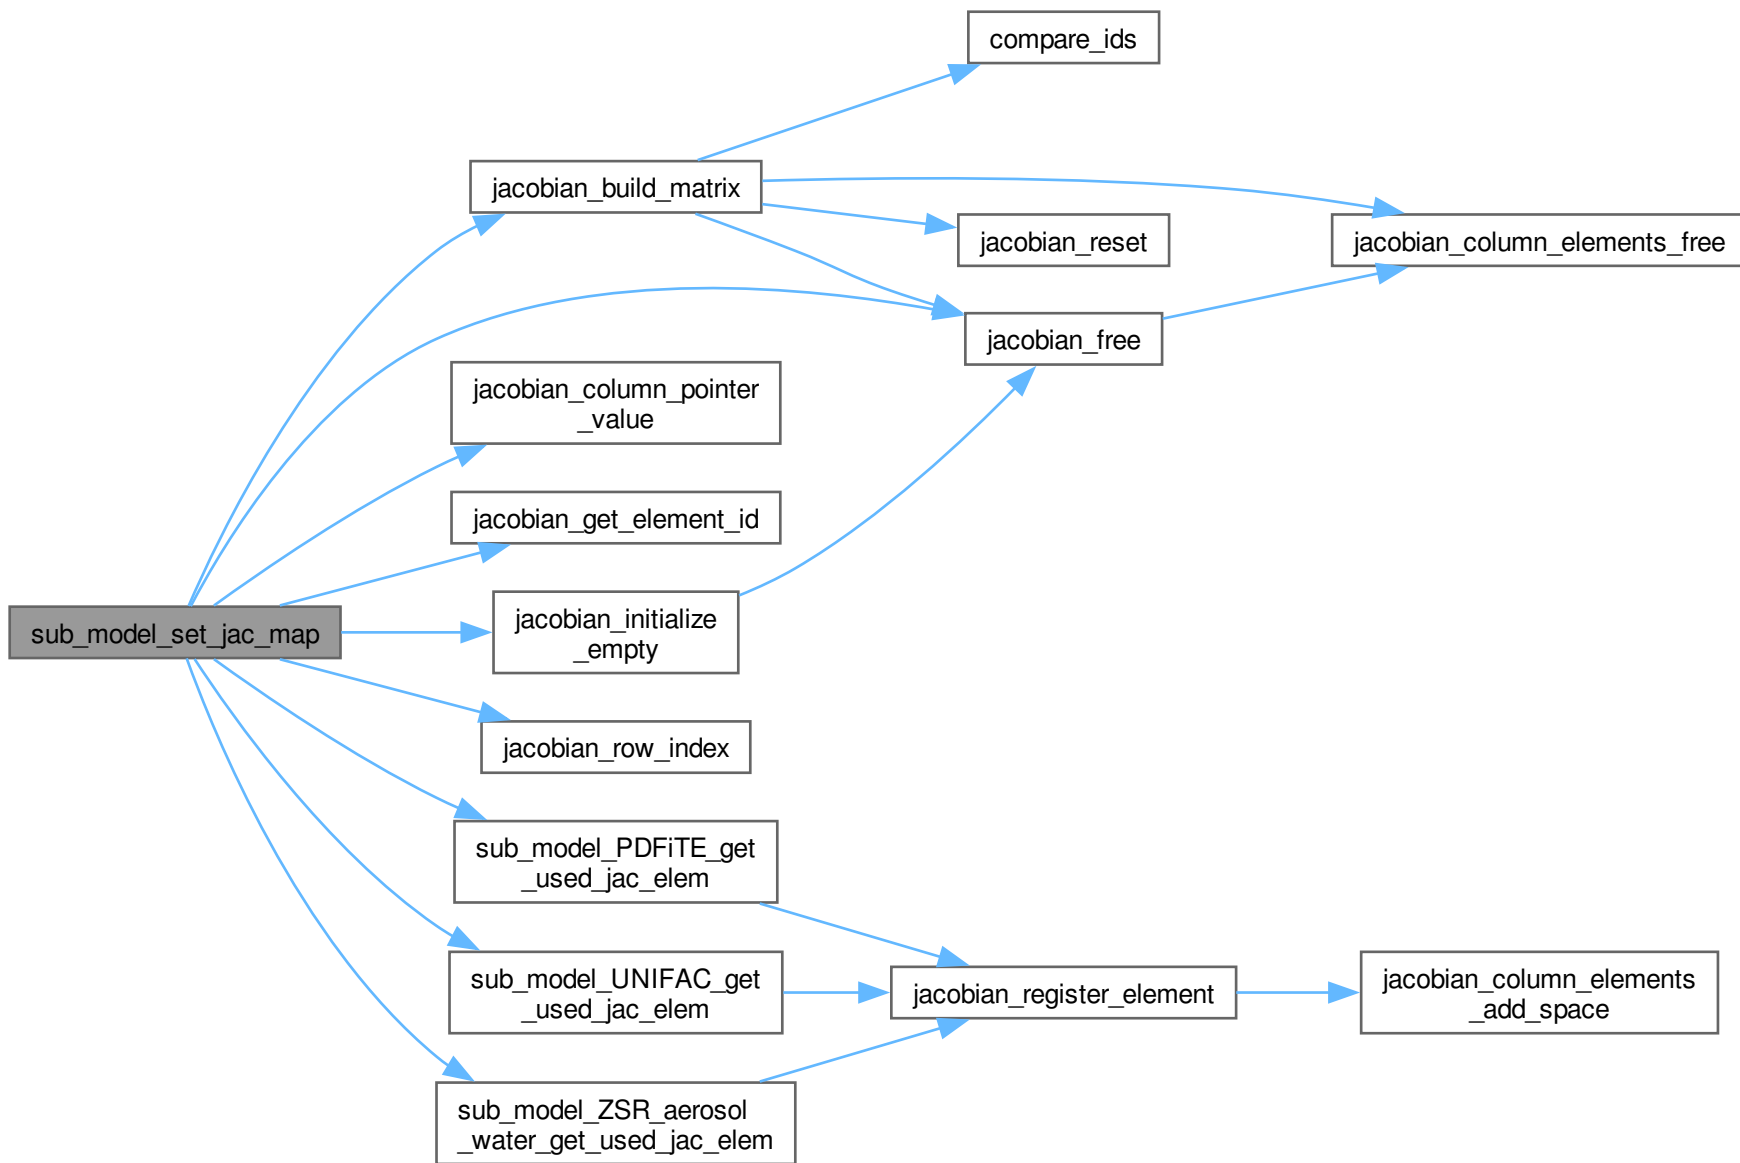 compare_ids
jacobian_build_matrix
jacobian_reset
jacobian_column_elements_free
jacobian_free
jacobian_column_pointer
_value
jacobian_get_element_id
sub_model_set_jac_map
jacobian_initialize
_empty
jacobian_row_index
sub_model_PDFiTE_get
_used_jac_elem
sub_model_UNIFAC_get
_used_jac_elem
jacobian_register_element
jacobian_column_elements
_add_space
sub_model_ZSR_aerosol
_water_get_used_jac_elem